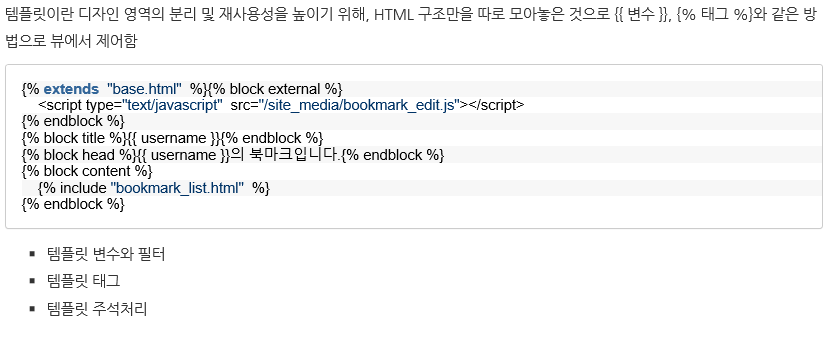 템플릿이란 디자인 영역의 분리 및 재사용성을 높이기 위해, HTML 구조만을 따로 모아놓은 것으로 {{ 변수 }}, {% 태그 %}와 같은 방
법으로 뷰에서 제어함
{% extends "base.html" %}{% block external %}
<script type="text/javascript" src="/site_media/bookmark_edit.js"></script>
{% endblock %}
{% block title %}{{ username }}{% endblock %}
{% block head %}{{ username }}의 북마크입니다.{% endblock %}
{% block content %}
{% include "bookmark_list.html" %}
{% endblock %}
▪ 템플릿 변수와 필터
▪ 템플릿 태그
▪ 템플릿 주석처리